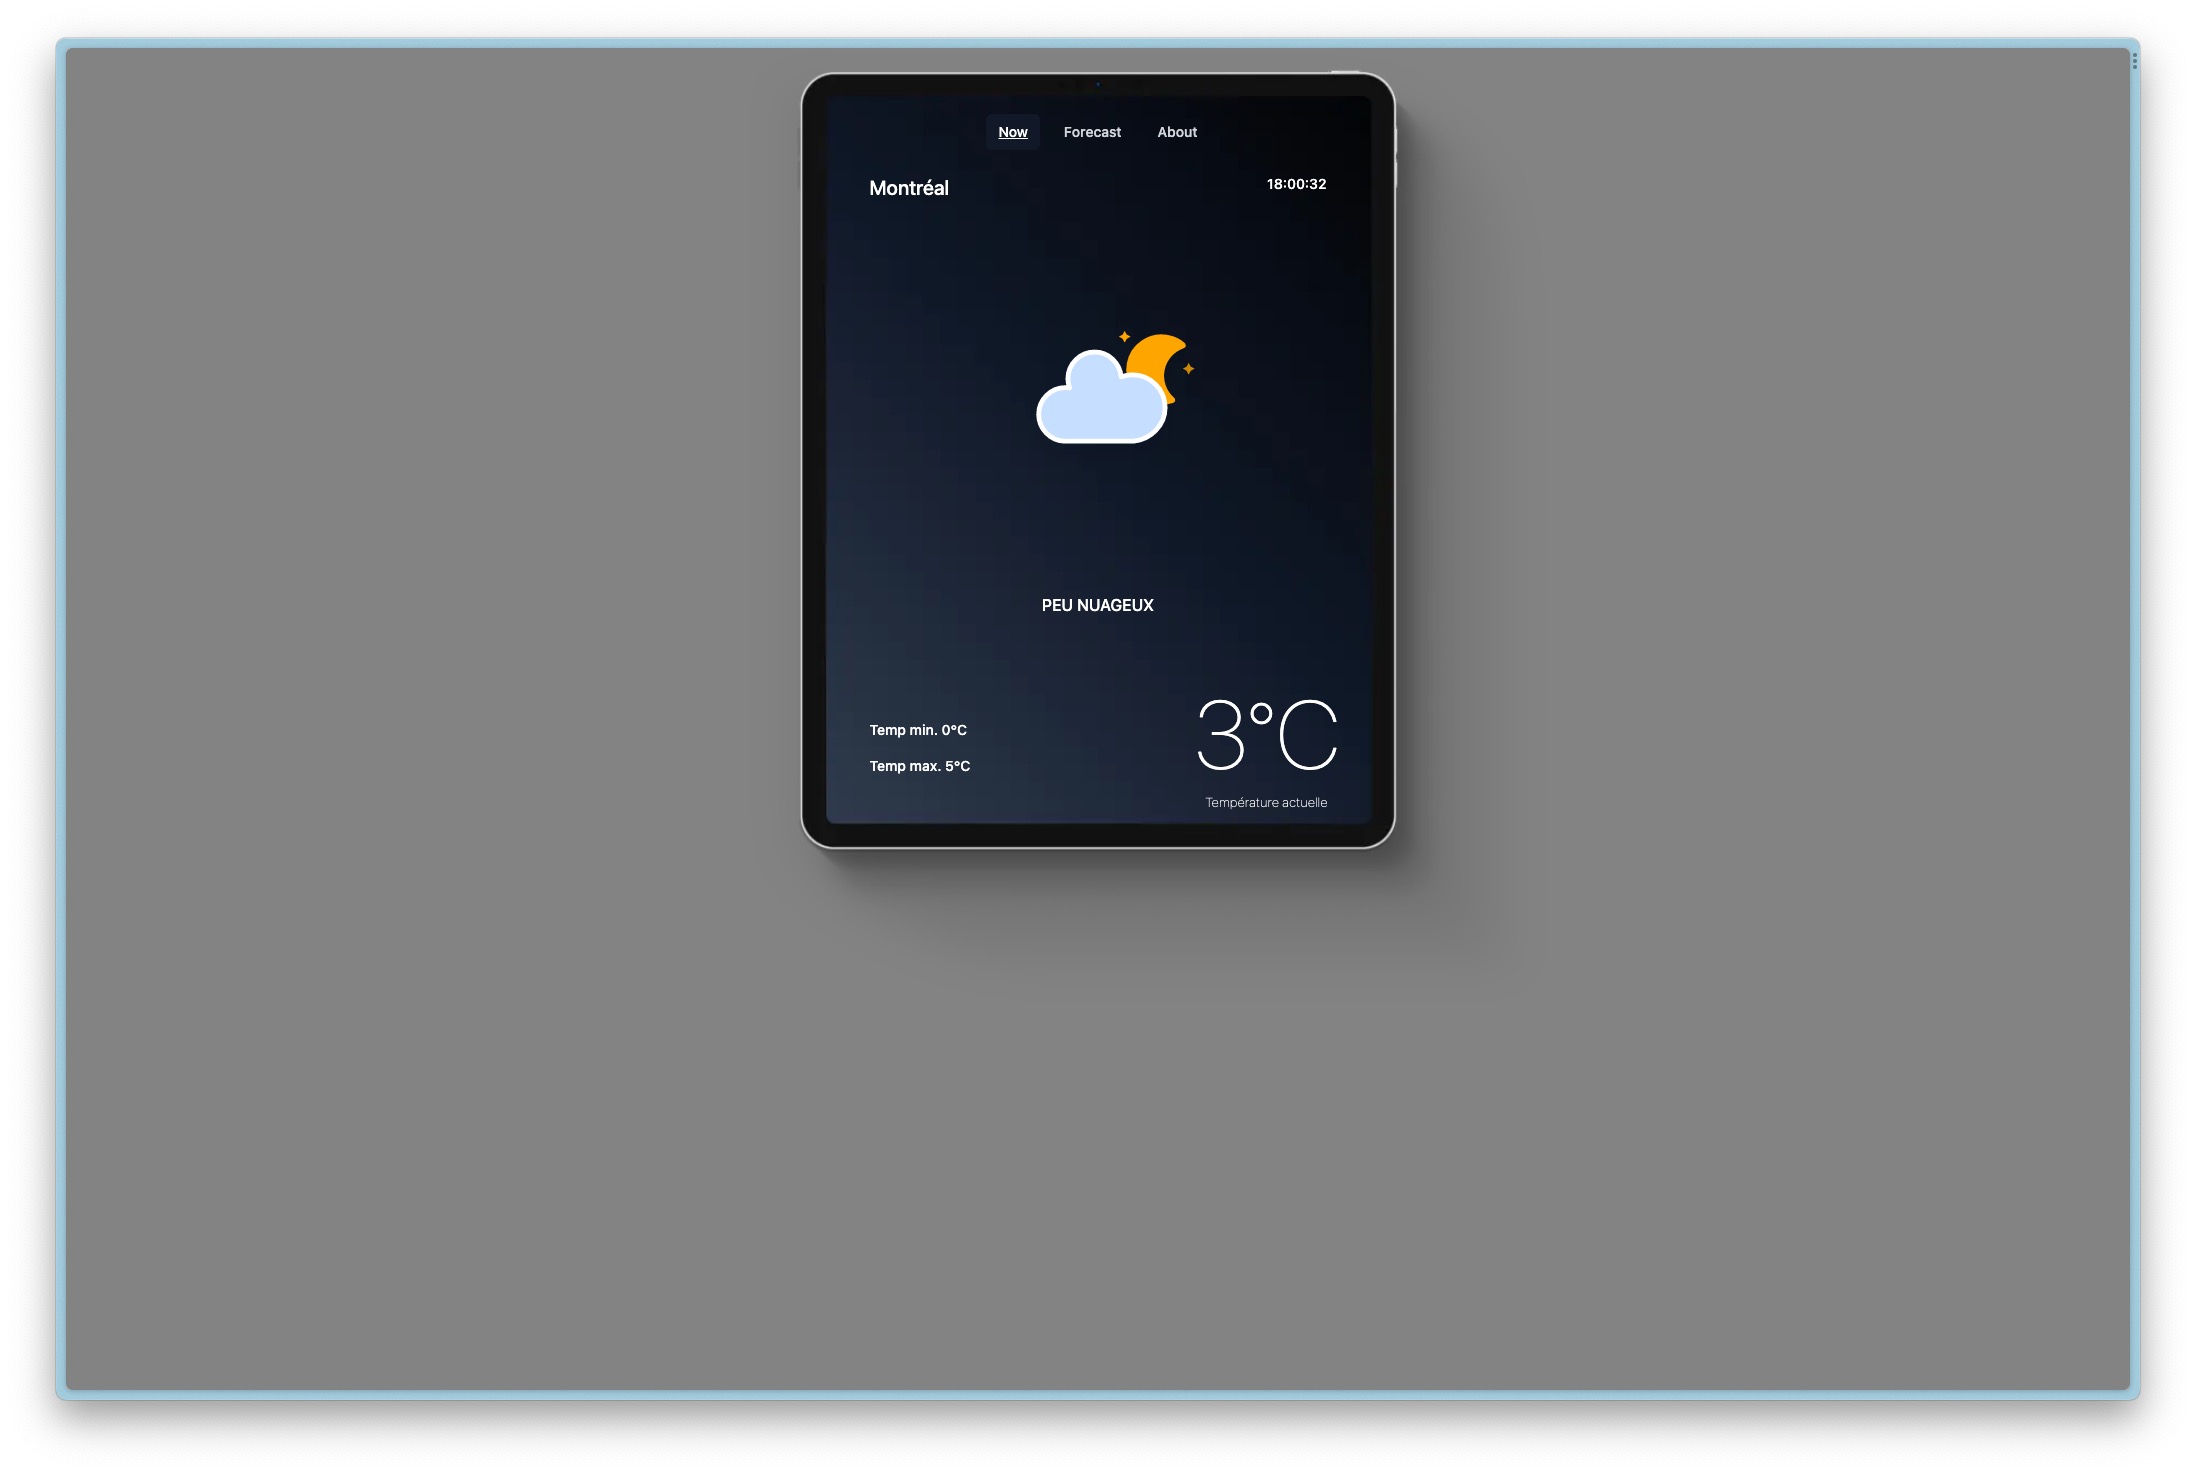 Now Forecast About
Montréal 18:00:32
PEU NUAGEUX
Temp min. 0°C
Temp max. 5°C
3°C
Température actuelle